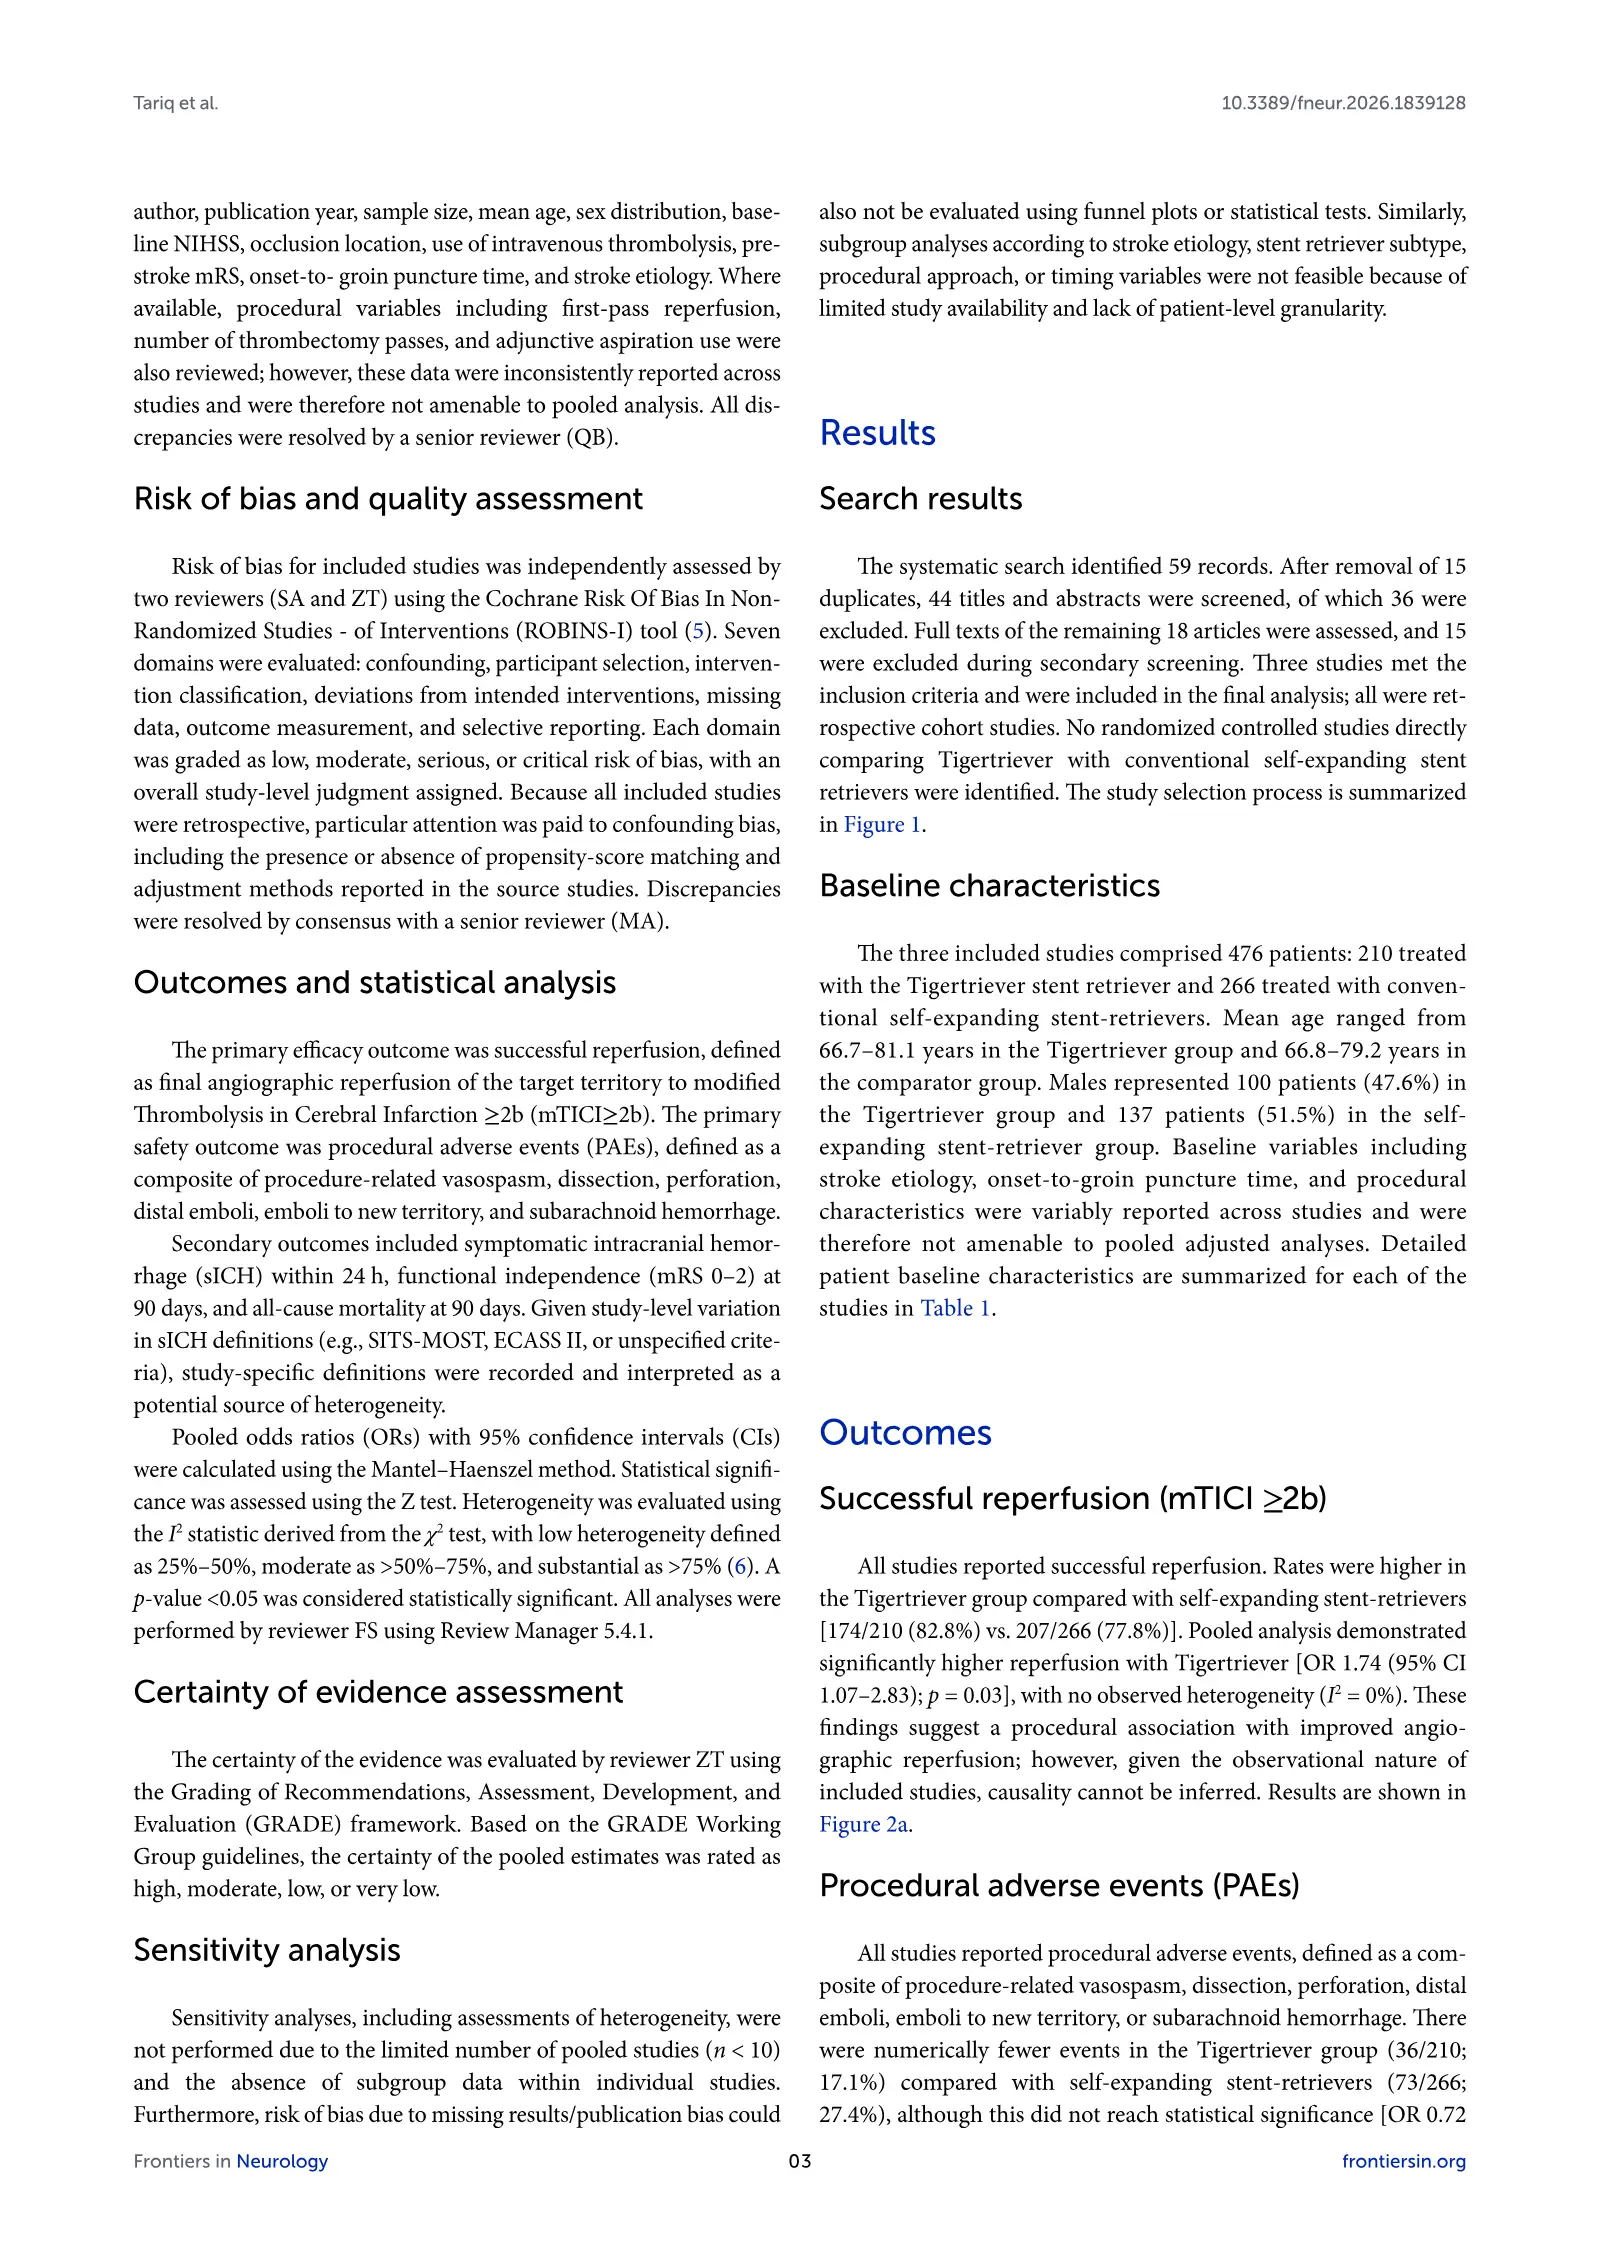 Tariq et al.
10.3389/fneur.2026.1839128
author, publication year, sample size, mean age, sex distribution, base-
line NIHSS, occlusion location, use of intravenous thrombolysis, pre-
stroke mRS, onset-to- groin puncture time, and stroke etiology. Where
available, procedural variables including first-pass reperfusion,
number of thrombectomy passes, and adjunctive aspiration use were
also reviewed; however, these data were inconsistently reported across
studies and were therefore not amenable to pooled analysis. All dis-
crepancies were resolved by a senior reviewer (QB).
Risk of bias and quality assessment
Risk of bias for included studies was independently assessed by
two reviewers (SA and ZT) using the Cochrane Risk Of Bias In Non-
Randomized Studies - of Interventions (ROBINS-I) tool (5). Seven
domains were evaluated: confounding, participant selection, interven-
tion classification, deviations from intended interventions, missing
data, outcome measurement, and selective reporting. Each domain
was graded as low, moderate, serious, or critical risk of bias, with an
overall study-level judgment assigned. Because all included studies
were retrospective, particular attention was paid to confounding bias,
including the presence or absence of propensity-score matching and
adjustment methods reported in the source studies. Discrepancies
were resolved by consensus with a senior reviewer (MA).
Outcomes and statistical analysis
The primary efficacy outcome was successful reperfusion, defined
as final angiographic reperfusion of the target territory to modified
Thrombolysis in Cerebral Infarction ≥2b (mTICI≥2b). The primary
safety outcome was procedural adverse events (PAEs), defined as a
composite of procedure-related vasospasm, dissection, perforation,
distal emboli, emboli to new territory, and subarachnoid hemorrhage.
Secondary outcomes included symptomatic intracranial hemor-
rhage (sICH) within 24 h, functional independence (mRS 0–2) at
90 days, and all-cause mortality at 90 days. Given study-level variation
in sICH definitions (e.g., SITS-MOST, ECASS II, or unspecified crite-
ria), study-specific definitions were recorded and interpreted as a
potential source of heterogeneity.
Pooled odds ratios (ORs) with 95% confidence intervals (CIs)
were calculated using the Mantel–Haenszel method. Statistical signifi-
cance was assessed using the Z test. Heterogeneity was evaluated using
the I² statistic derived from the χ² test, with low heterogeneity defined
as 25%–50%, moderate as >50%–75%, and substantial as >75% (6). A
p-value <0.05 was considered statistically significant. All analyses were
performed by reviewer FS using Review Manager 5.4.1.
Certainty of evidence assessment
The certainty of the evidence was evaluated by reviewer ZT using
the Grading of Recommendations, Assessment, Development, and
Evaluation (GRADE) framework. Based on the GRADE Working
Group guidelines, the certainty of the pooled estimates was rated as
high, moderate, low, or very low.
Sensitivity analysis
Sensitivity analyses, including assessments of heterogeneity, were
not performed due to the limited number of pooled studies (n < 10)
and the absence of subgroup data within individual studies.
Furthermore, risk of bias due to missing results/publication bias could
also not be evaluated using funnel plots or statistical tests. Similarly,
subgroup analyses according to stroke etiology, stent retriever subtype,
procedural approach, or timing variables were not feasible because of
limited study availability and lack of patient-level granularity.
Results
Search results
The systematic search identified 59 records. After removal of 15
duplicates, 44 titles and abstracts were screened, of which 36 were
excluded. Full texts of the remaining 18 articles were assessed, and 15
were excluded during secondary screening. Three studies met the
inclusion criteria and were included in the final analysis; all were ret-
rospective cohort studies. No randomized controlled studies directly
comparing Tigertriever with conventional self-expanding stent
retrievers were identified. The study selection process is summarized
in Figure 1.
Baseline characteristics
The three included studies comprised 476 patients: 210 treated
with the Tigertriever stent retriever and 266 treated with conven-
tional self-expanding stent-retrievers. Mean age ranged from
66.7–81.1 years in the Tigertriever group and 66.8–79.2 years in
the comparator group. Males represented 100 patients (47.6%) in
the Tigertriever group and 137 patients (51.5%) in the self-
expanding stent-retriever group. Baseline variables including
stroke etiology, onset-to-groin puncture time, and procedural
characteristics were variably reported across studies and were
therefore not amenable to pooled adjusted analyses. Detailed
patient baseline characteristics are summarized for each of the
studies in Table 1.
Outcomes
Successful reperfusion (mTICI ≥2b)
All studies reported successful reperfusion. Rates were higher in
the Tigertriever group compared with self-expanding stent-retrievers
[174/210 (82.8%) vs. 207/266 (77.8%)]. Pooled analysis demonstrated
significantly higher reperfusion with Tigertriever [OR 1.74 (95% CI
1.07–2.83); p = 0.03], with no observed heterogeneity (I² = 0%). These
findings suggest a procedural association with improved angio-
graphic reperfusion; however, given the observational nature of
included studies, causality cannot be inferred. Results are shown in
Figure 2a.
Procedural adverse events (PAEs)
All studies reported procedural adverse events, defined as a com-
posite of procedure-related vasospasm, dissection, perforation, distal
emboli, emboli to new territory, or subarachnoid hemorrhage. There
were numerically fewer events in the Tigertriever group (36/210;
17.1%) compared with self-expanding stent-retrievers (73/266;
27.4%), although this did not reach statistical significance [OR 0.72
Frontiers in Neurology
03
frontiersin.org